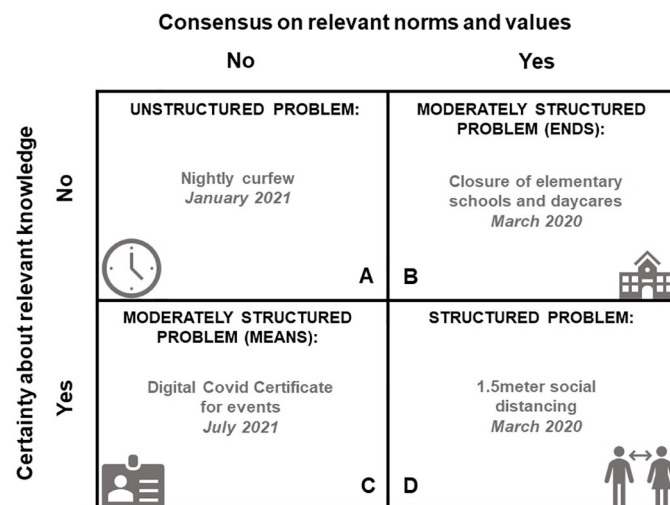 Consensus on relevant norms and values
No
Yes
Certainty about relevant knowledge
No
UNSTRUCTURED PROBLEM:
Nightly curfew
January 2021
A
MODERATELY STRUCTURED
PROBLEM (ENDS):
Closure of elementary
schools and daycares
March 2020
B
Yes
MODERATELY STRUCTURED
PROBLEM (MEANS):
Digital Covid Certificate
for events
July 2021
C
STRUCTURED PROBLEM:
1.5meter social
distancing
March 2020
D